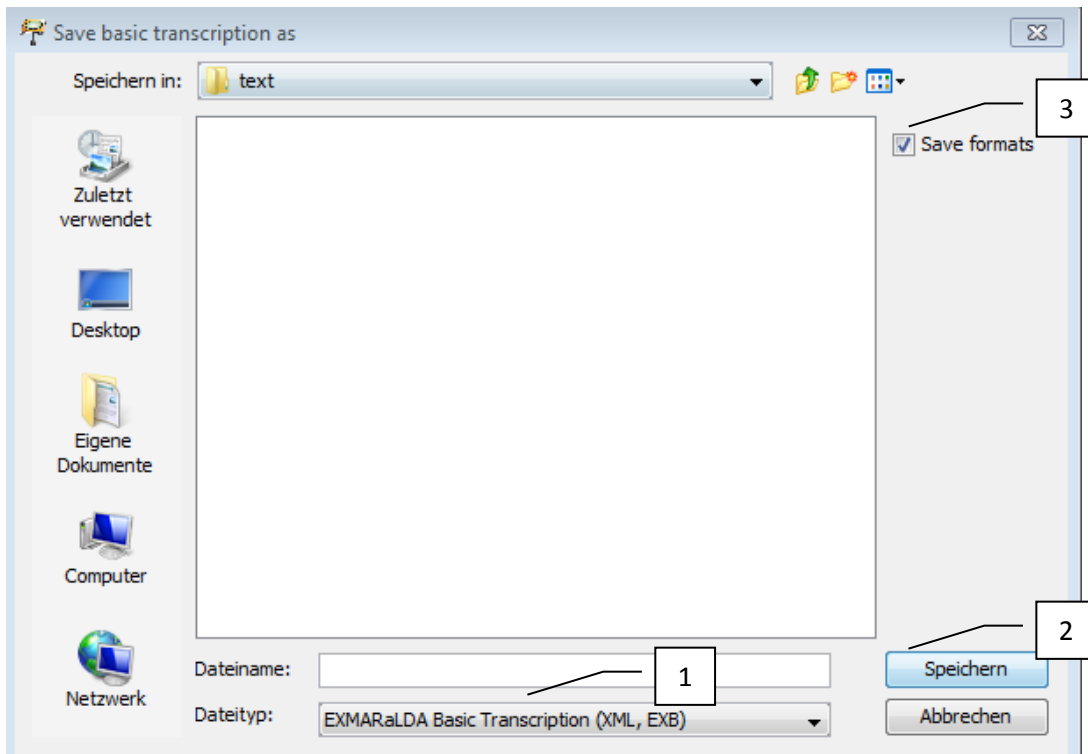 Save basic transcription as
Speichern in: text
3
Save formats
Zuletzt
verwendet
Desktop
Eigene
Dokumente
Computer
Netzwerk
2
Dateiname:
1
Speichern
Dateityp: EXMARaLDA Basic Transcription (XML, EXB)
Abbrechen